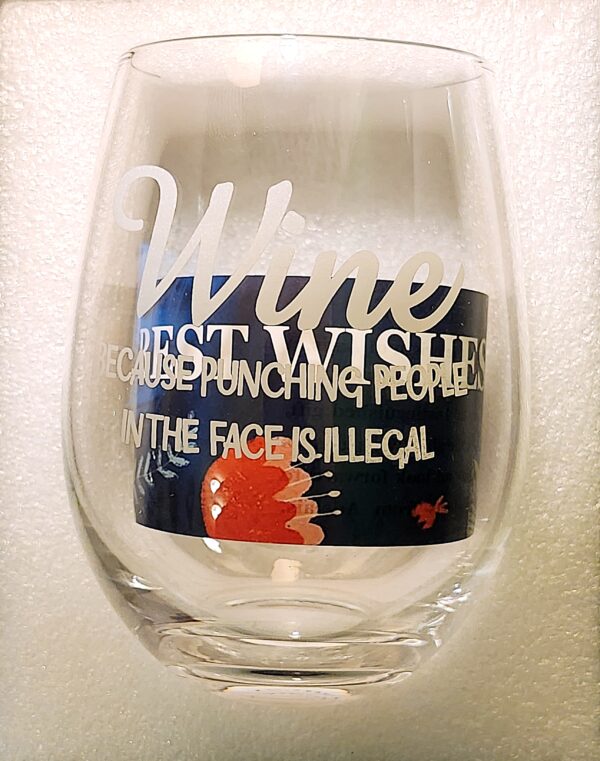 Wine
BEST WISHES
BECAUSE PUNCHING PEOPLE
IN THE FACE IS ILLEGAL